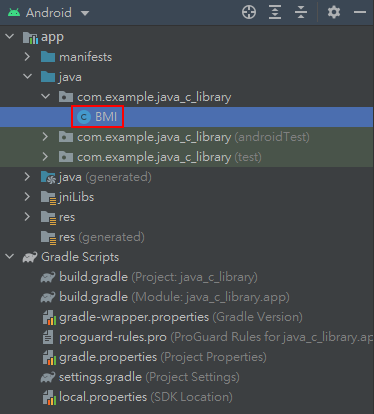 Android
app
manifests
java
com.example.java_c_library
C BMI
com.example.java_c_library (androidTest)
com.example.java_c_library (test)
java (generated)
jniLibs
res
res (generated)
Gradle Scripts
build.gradle (Project: java_c_library)
build.gradle (Module: java_c_library.app)
gradle-wrapper.properties (Gradle Version)
proguard-rules.pro (ProGuard Rules for java_c_library.ap
gradle.properties (Project Properties)
settings.gradle (Project Settings)
local.properties (SDK Location)